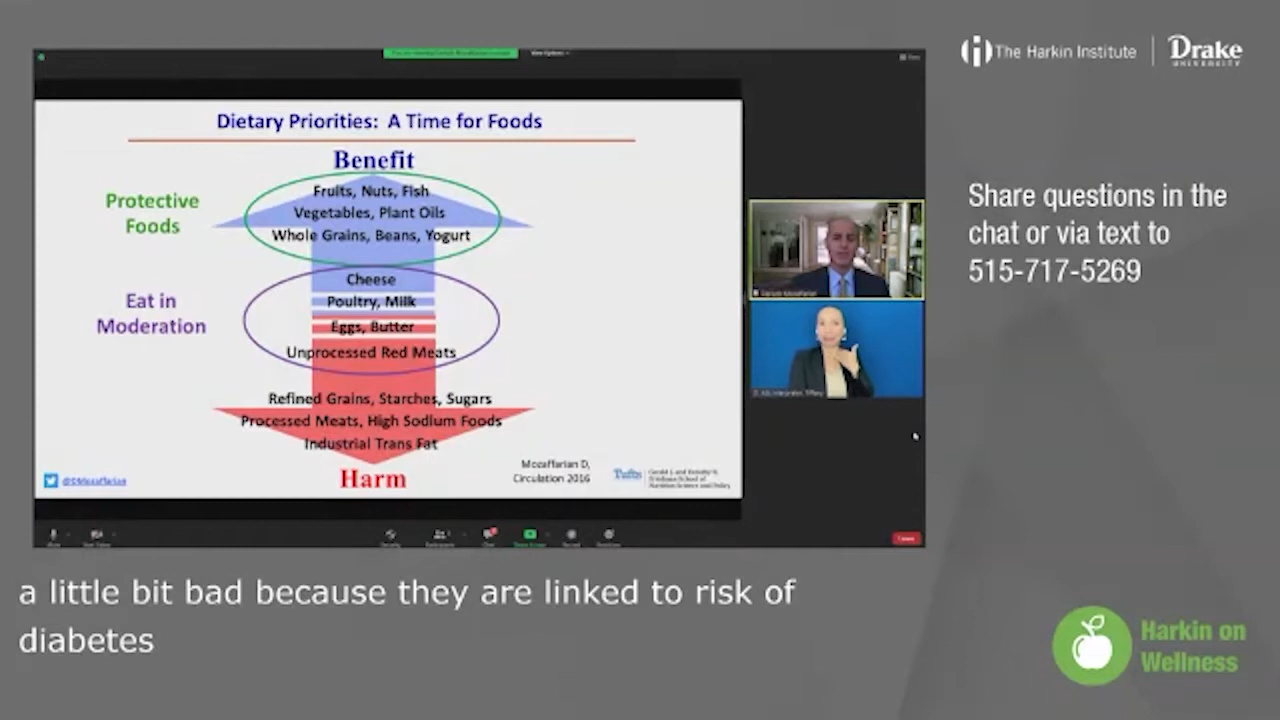 The Harkin Institute
Drake
UNIVERSITY
Dietary Priorities: A Time for Foods
Benefit
Protective
Foods
Fruits, Nuts, Fish
Vegetables, Plant Oils
Whole Grains, Beans, Yogurt
Eat in
Moderation
Cheese
Poultry, Milk
Eggs, Butter
Unprocessed Red Meats
Refined Grains, Starches, Sugars
Processed Meats, High Sodium Foods
Industrial Trans Fat
Harm
Mozaffarian D,
Circulation 2016
@DMozaffarian
Tufts
Share questions in the
chat or via text to
515-717-5269
a little bit bad because they are linked to risk of
diabetes
Harkin on
Wellness